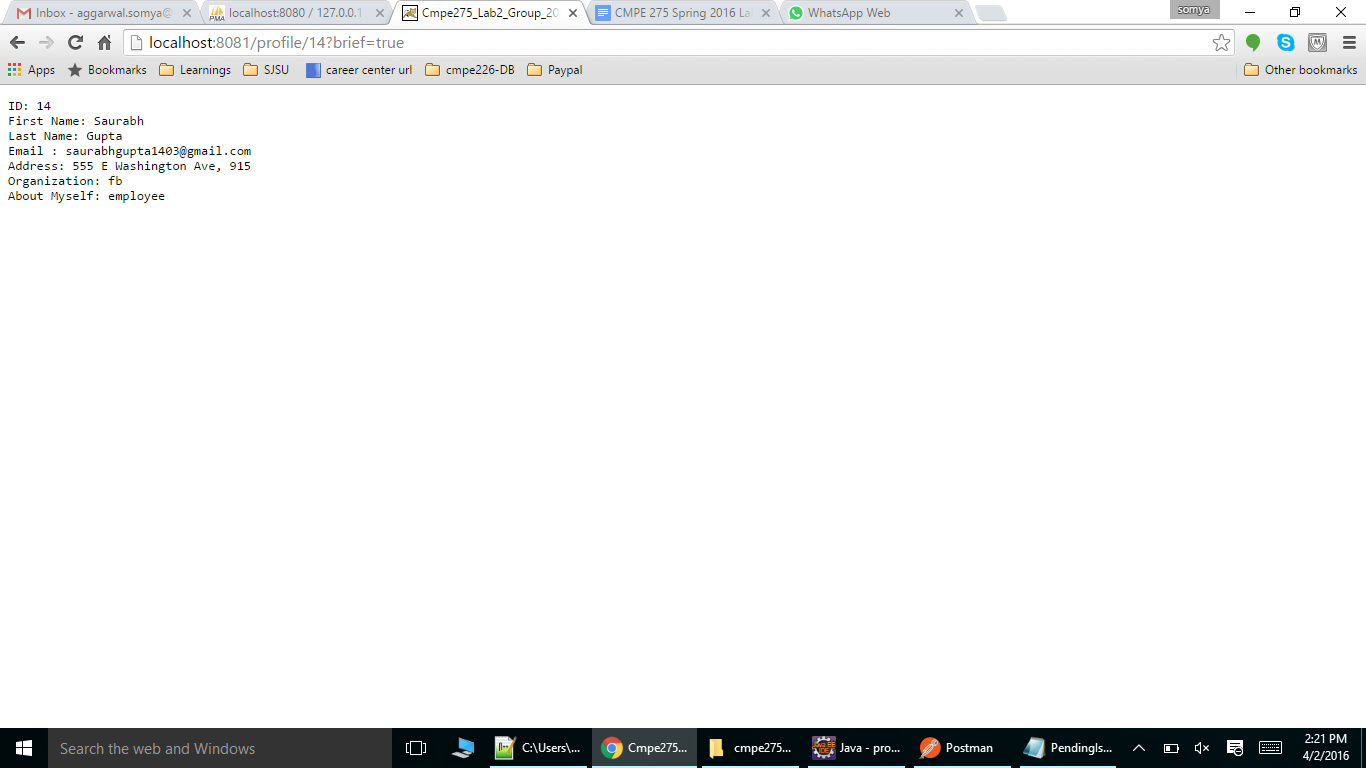 Inbox - aggarwal.somya@
PMA localhost:8080 / 127.0.0.1
Cmpe275_Lab2_Group_20
CMPE 275 Spring 2016 La
WhatsApp Web
somya
localhost:8081/profile/14?brief=true
Apps Bookmarks Learnings SJSU career center url cmpe226-DB Paypal Other bookmarks
ID: 14
First Name: Saurabh
Last Name: Gupta
Email : saurabhgupta1403@gmail.com
Address: 555 E Washington Ave, 915
Organization: fb
About Myself: employee
Search the web and Windows
C:\Users\...
Cmpe275...
cmpe275...
Java - pro...
Postman
PendingIs...
2:21 PM
4/2/2016